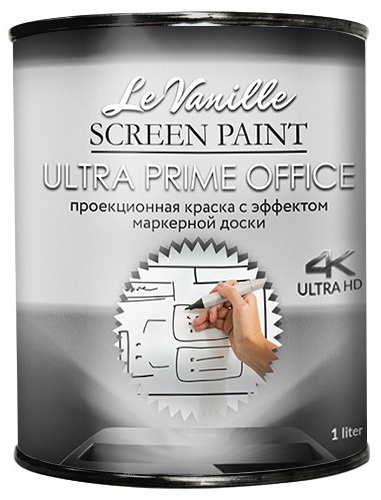 Le Vanille
SCREEN PAINT
ULTRA PRIME OFFICE
проекционная краска с эффектом
маркерной доски
4K
ULTRA HD
1 liter